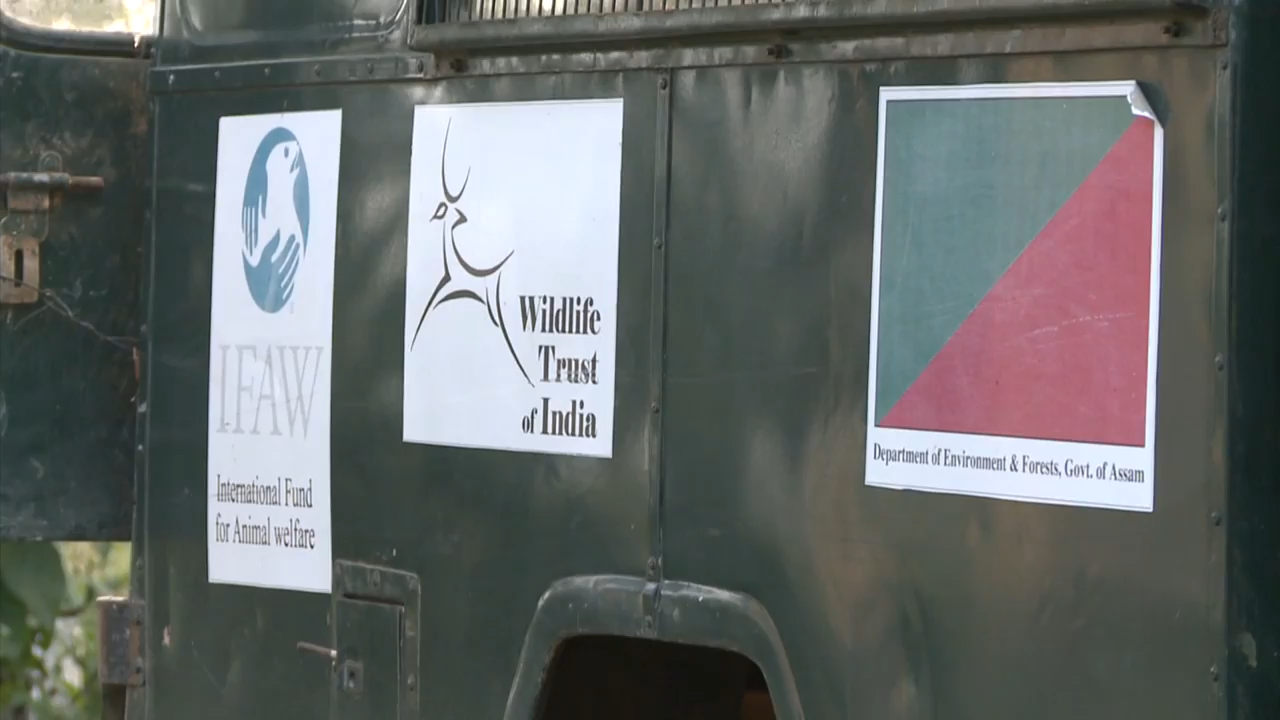 IFAW
International Fund
for Animal welfare
Wildlife
Trust
of India
Department of Environment & Forests, Govt. of Assam